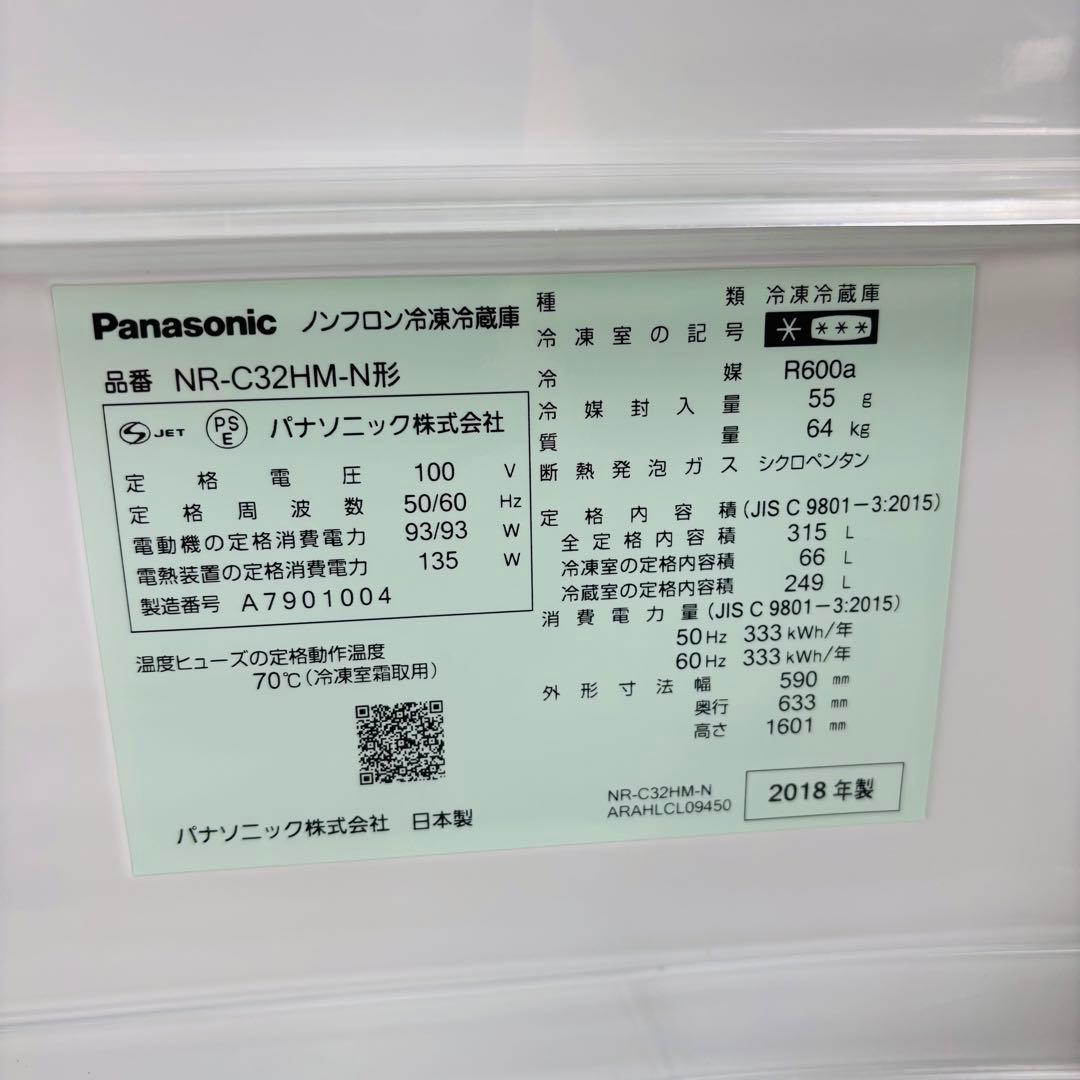 Panasonic ノンフロン冷凍冷蔵庫
品番 NR-C32HM-N形
S JET PSE パナソニック株式会社
定格電圧 100 V
定格周波数 50/60 Hz
電動機の定格消費電力 93/93 W
電熱装置の定格消費電力 135 W
製造番号 A7901004
温度ヒューズの定格動作温度
70℃(冷凍室霜取用)
パナソニック株式会社 日本製
種類 冷凍冷蔵庫
冷凍室の記号 * ***
冷媒 R600a
冷媒封入量 55 g
質量 64 kg
断熱発泡ガス シクロペンタン
定格内容積(JIS C 9801-3:2015)
全定格内容積 315 L
冷凍室の定格内容積 66 L
冷蔵室の定格内容積 249 L
消費電力量(JIS C 9801-3:2015)
50Hz 333 kWh/年
60Hz 333 kWh/年
外形寸法 幅 590 mm
奥行 633 mm
高さ 1601 mm
NR-C32HM-N
ARAHLCL09450
2018年製